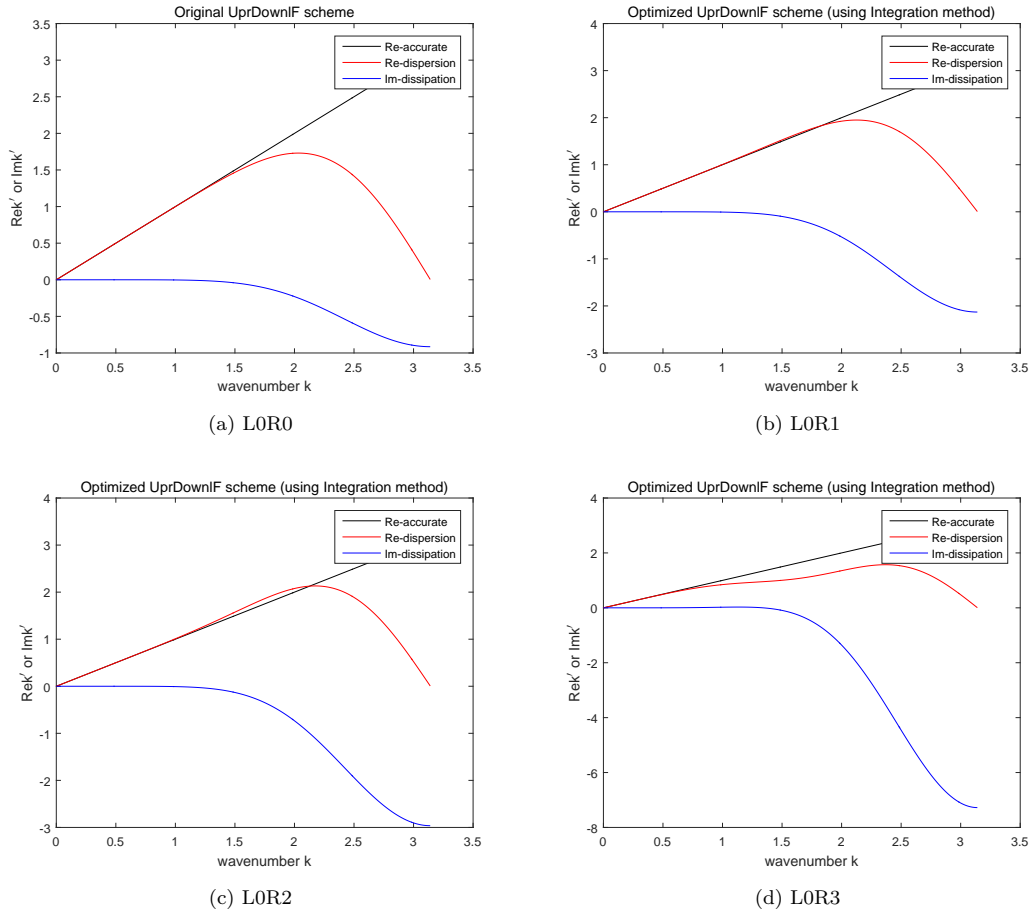 Original UprDownIF scheme
Re-accurate
Re-dispersion
Im-dissipation
Rek′ or Imk′
4
3.5
3
2.5
2
1.5
1
0.5
0
-0.5
-1
0 0.5 1 1.5 2 2.5 3 3.5
wavenumber k
(a) L0R0
Optimized UprDownIF scheme (using Integration method)
Re-accurate
Re-dispersion
Im-dissipation
Rek′ or Imk′
4
3
2
1
0
-1
-2
-3
0 0.5 1 1.5 2 2.5 3 3.5
wavenumber k
(b) L0R1
Optimized UprDownIF scheme (using Integration method)
Re-accurate
Re-dispersion
Im-dissipation
Rek′ or Imk′
4
3
2
1
0
-1
-2
-3
0 0.5 1 1.5 2 2.5 3 3.5
wavenumber k
(c) L0R2
Optimized UprDownIF scheme (using Integration method)
Re-accurate
Re-dispersion
Im-dissipation
Rek′ or Imk′
4
2
0
-2
-4
-6
-8
0 0.5 1 1.5 2 2.5 3 3.5
wavenumber k
(d) L0R3